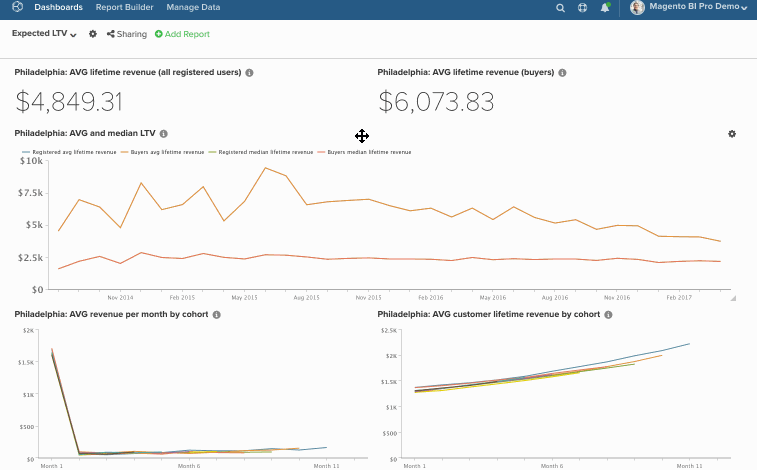 Dashboards Report Builder Manage Data Magento BI Pro Demo
Expected LTV Sharing Add Report
Philadelphia: AVG lifetime revenue (all registered users) Philadelphia: AVG lifetime revenue (buyers)
$4,849.31 $6,073.83
Philadelphia: AVG and median LTV
Registered avg lifetime revenue Buyers avg lifetime revenue Registered median lifetime revenue Buyers median lifetime revenue
$10k
$7.5k
$5k
$2.5k
$0
Nov 2014 Feb 2015 May 2015 Aug 2015 Nov 2015 Feb 2016 May 2016 Aug 2016 Nov 2016 Feb 2017
Philadelphia: AVG revenue per month by cohort Philadelphia: AVG customer lifetime revenue by cohort
$2K
$1.5K
$1K
$500
$0
Month 1 Month 6 Month 11
$2.5K
$2K
$1.5K
$1K
$500
$0
Month 1 Month 6 Month 11